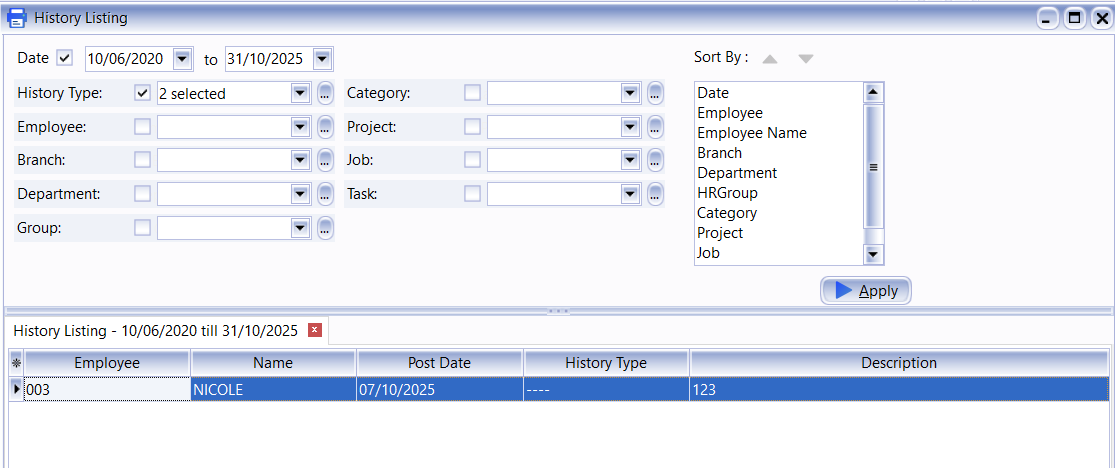 History Listing
Date 10/06/2020 to 31/10/2025 Sort By :
History Type: 2 selected ... Category: ...
Employee: ... Project: ...
Branch: ... Job: ...
Department: ... Task: ...
Group: ...
Date
Employee
Employee Name
Branch
Department
HRGroup
Category
Project
Job
Apply
History Listing - 10/06/2020 till 31/10/2025 x
Employee Name Post Date History Type Description
003 NICOLE 07/10/2025 ---- 123